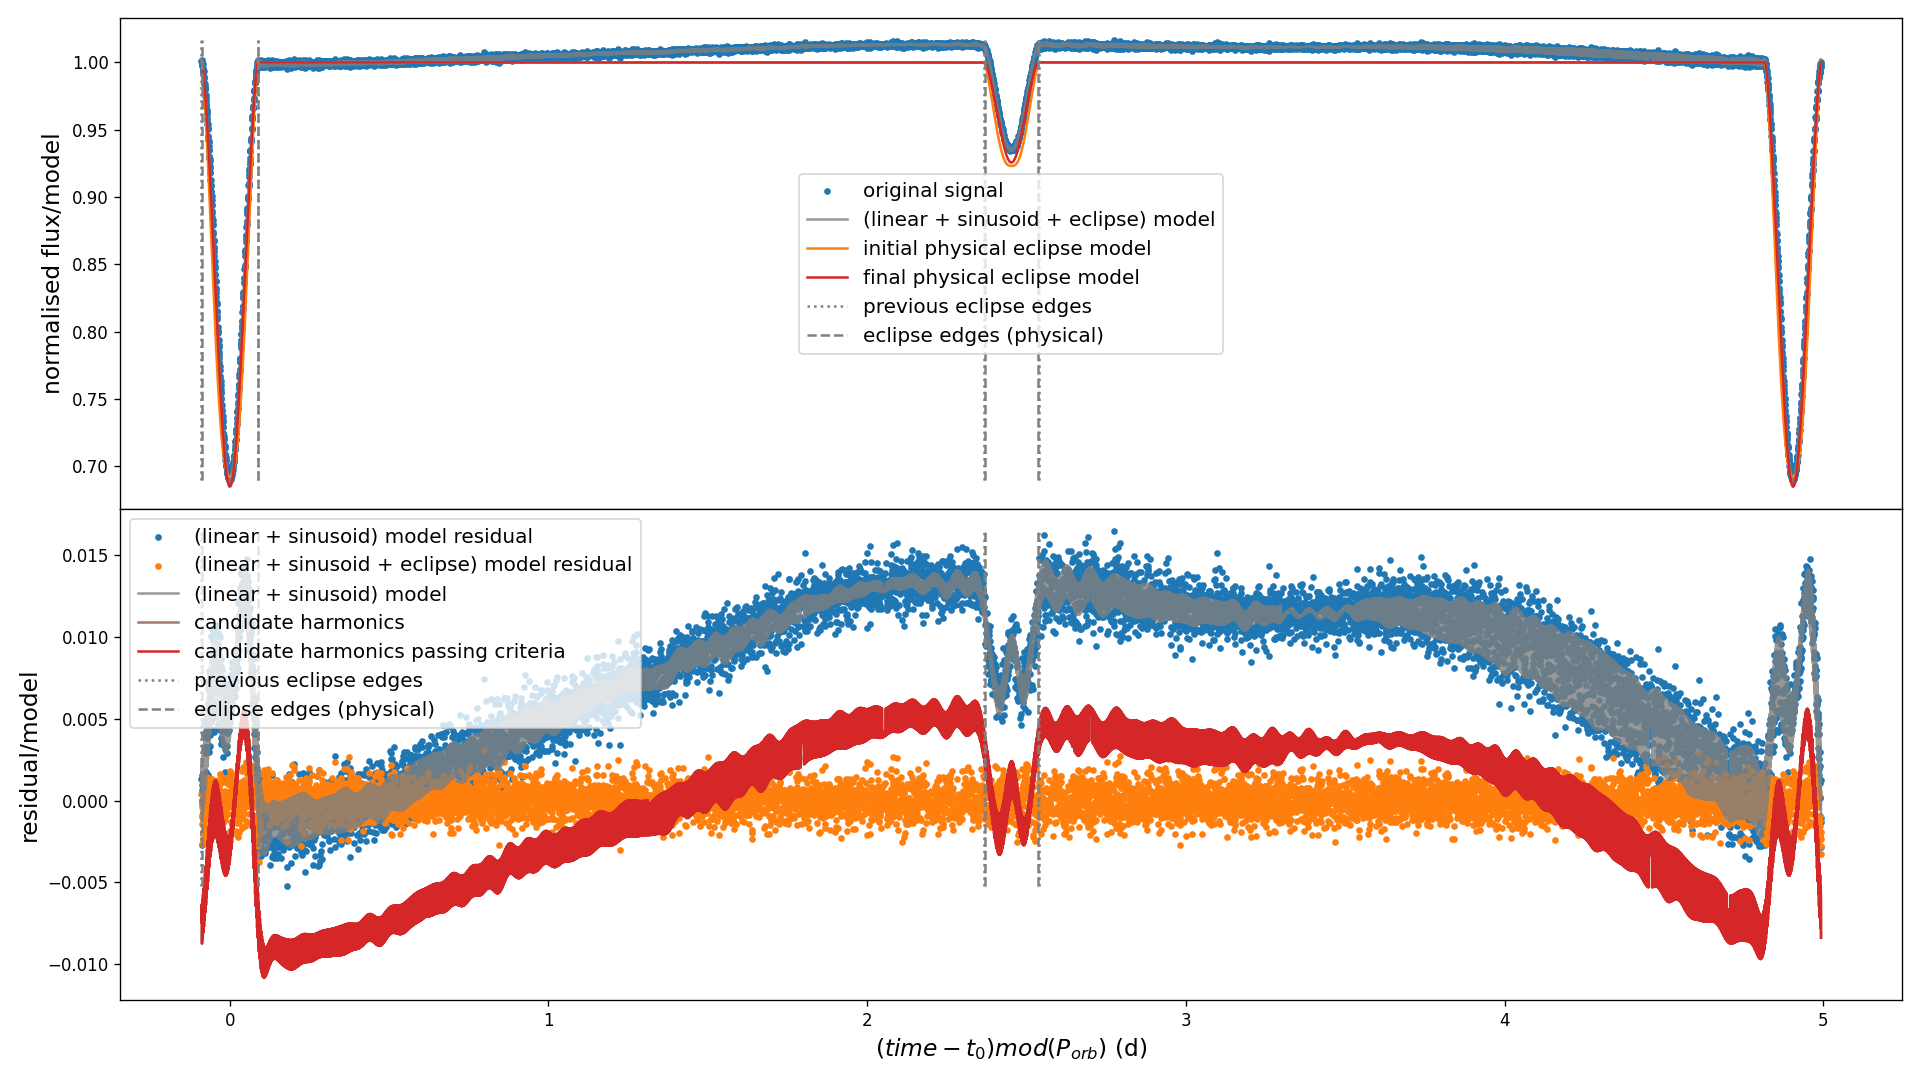 1.00
0.95
0.90
0.85
0.80
0.75
0.70
normalised flux/model
original signal
(linear + sinusoid + eclipse) model
initial physical eclipse model
final physical eclipse model
previous eclipse edges
eclipse edges (physical)
0.015
0.010
0.005
0.000
−0.005
−0.010
residual/model
(linear + sinusoid) model residual
(linear + sinusoid + eclipse) model residual
(linear + sinusoid) model
candidate harmonics
candidate harmonics passing criteria
previous eclipse edges
eclipse edges (physical)
0 1 2 3 4 5
(time − t₀)mod(P_orb) (d)